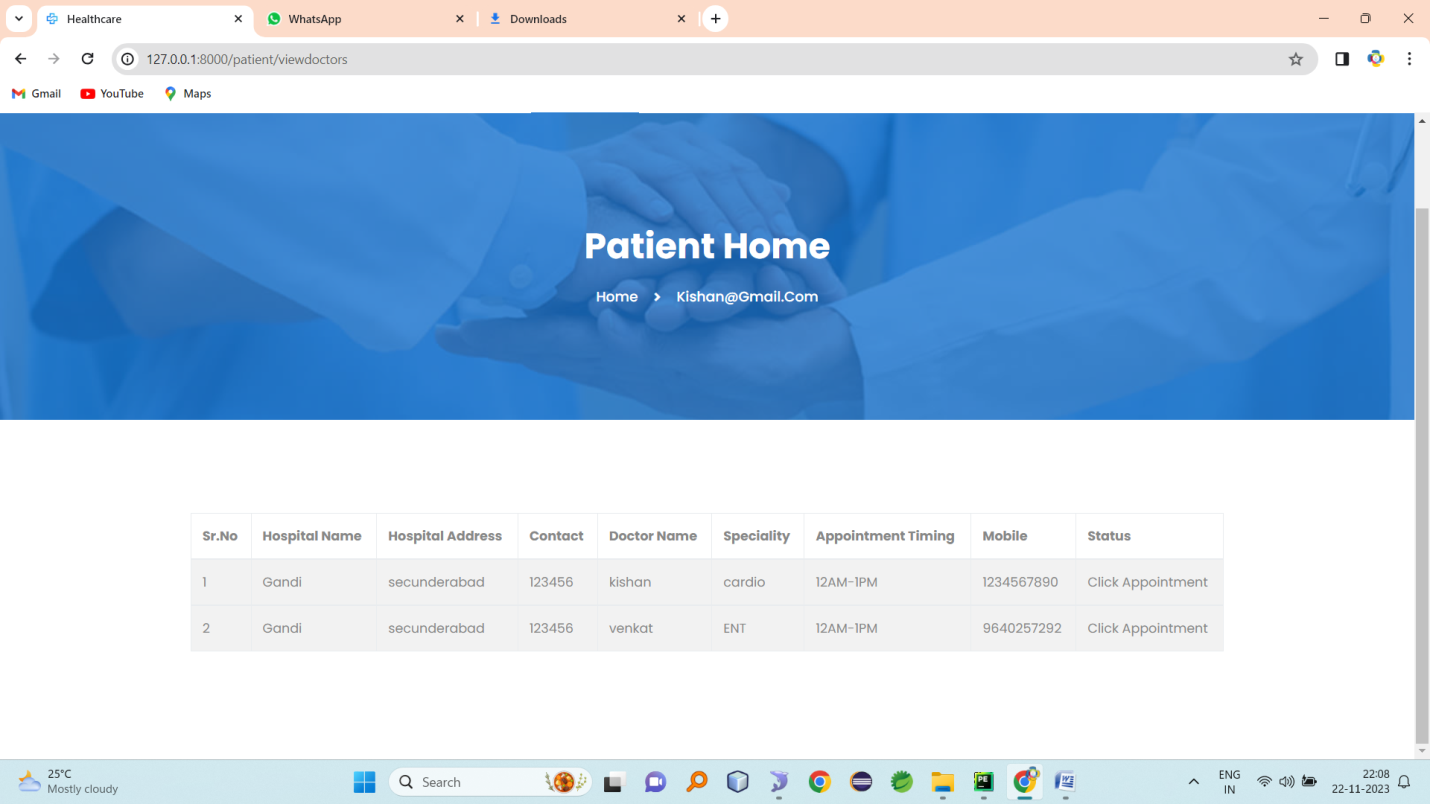 Healthcare
WhatsApp
Downloads
127.0.0.1:8000/patient/viewdoctors
Gmail YouTube Maps
Patient Home
Home > Kishan@Gmail.Com
Sr.No Hospital Name Hospital Address Contact Doctor Name Speciality Appointment Timing Mobile Status
1 Gandi secunderabad 123456 kishan cardio 12AM-1PM 1234567890 Click Appointment
2 Gandi secunderabad 123456 venkat ENT 12AM-1PM 9640257292 Click Appointment
25°C
Mostly cloudy
Search
PE
W
ENG
IN
22:08
22-11-2023